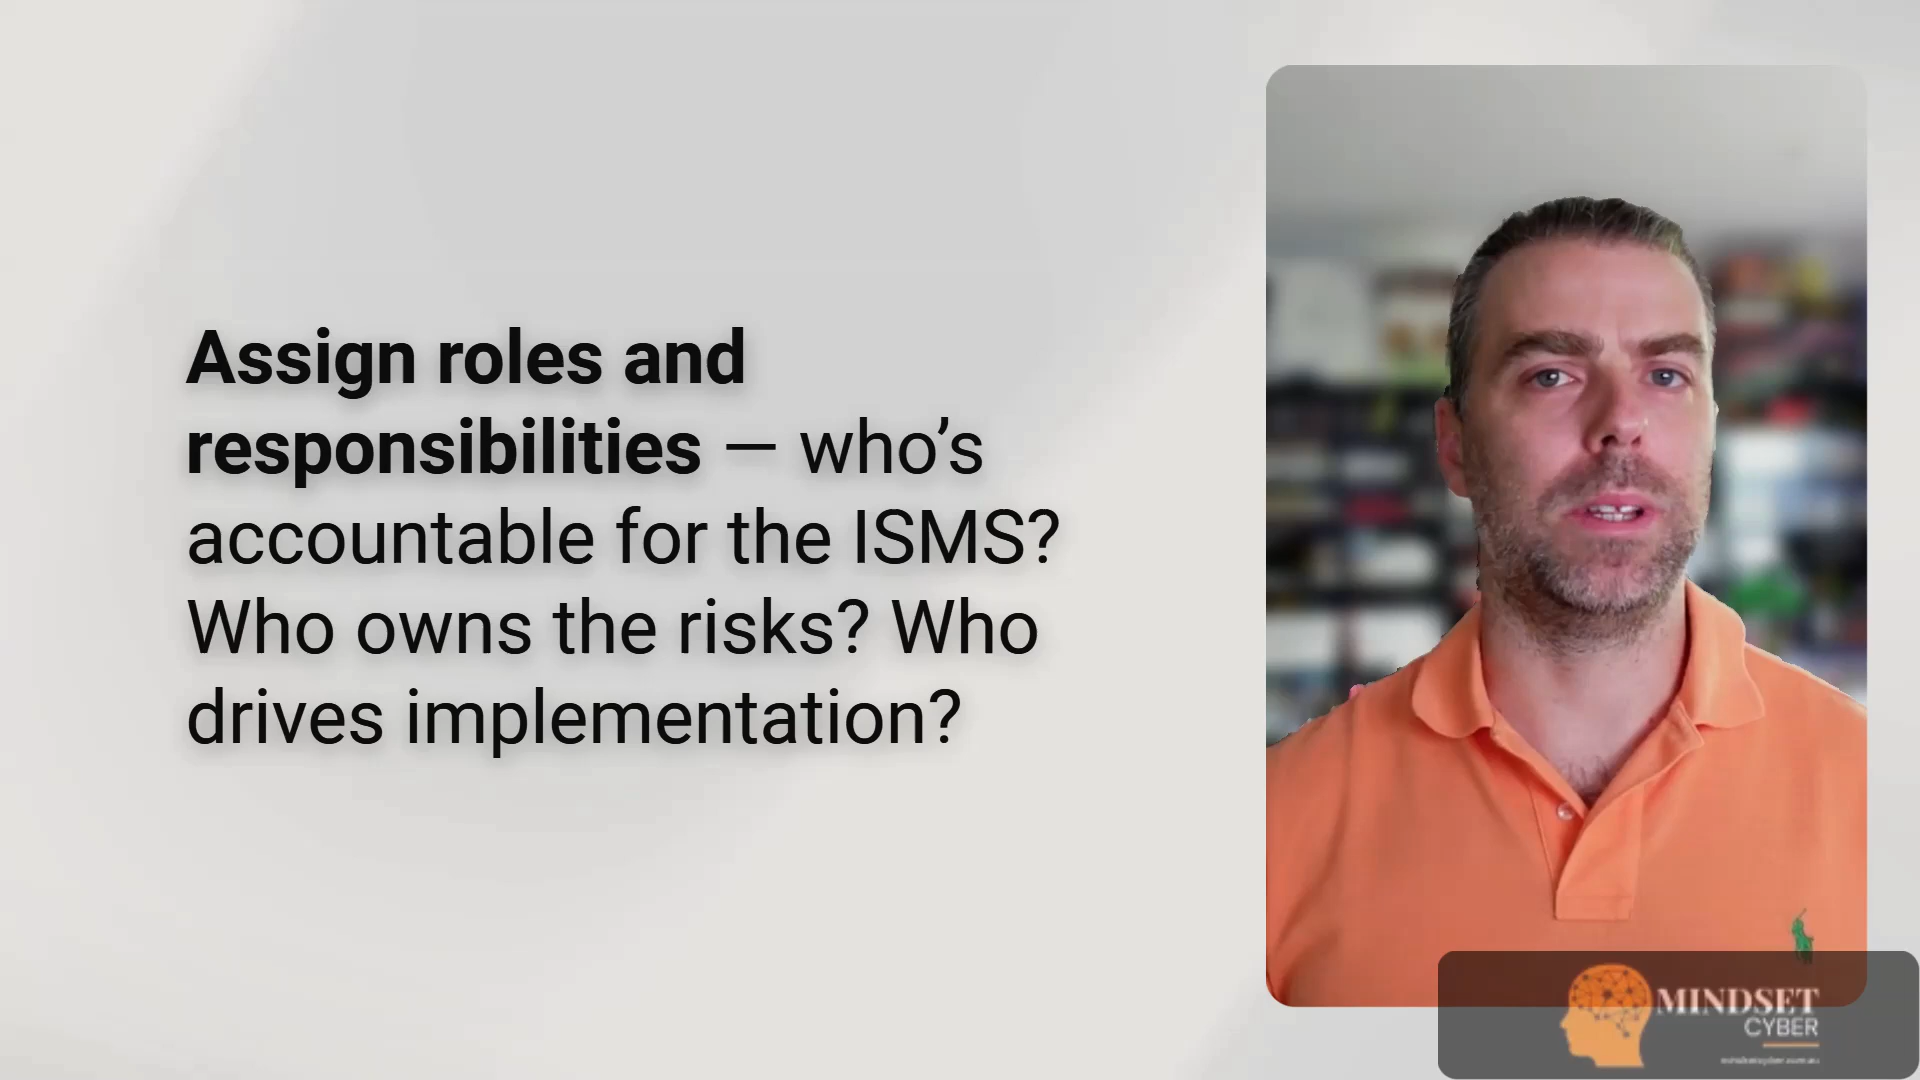 Assign roles and
responsibilities — who’s
accountable for the ISMS?
Who owns the risks? Who
drives implementation?
MINDSET
CYBER